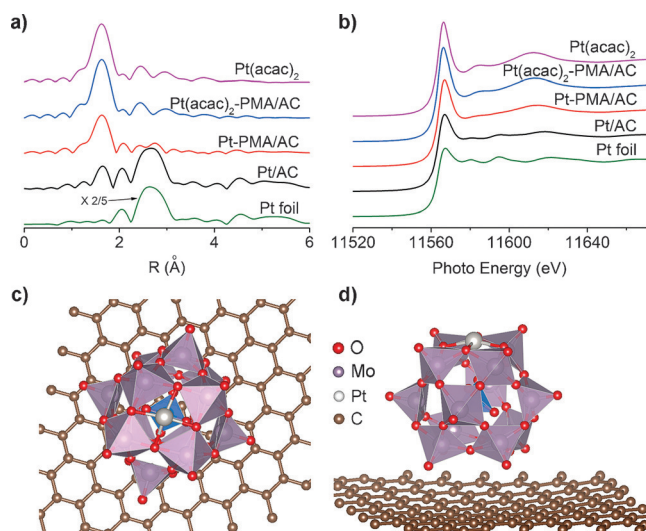 a)
Pt(acac)₂
Pt(acac)₂-PMA/AC
Pt-PMA/AC
Pt/AC
X 2/5
Pt foil
0 2 4 6
R (Å)
b)
Pt(acac)₂
Pt(acac)₂-PMA/AC
Pt-PMA/AC
Pt/AC
Pt foil
11520 11560 11600 11640
Photo Energy (eV)
c)
d)
O
Mo
Pt
C